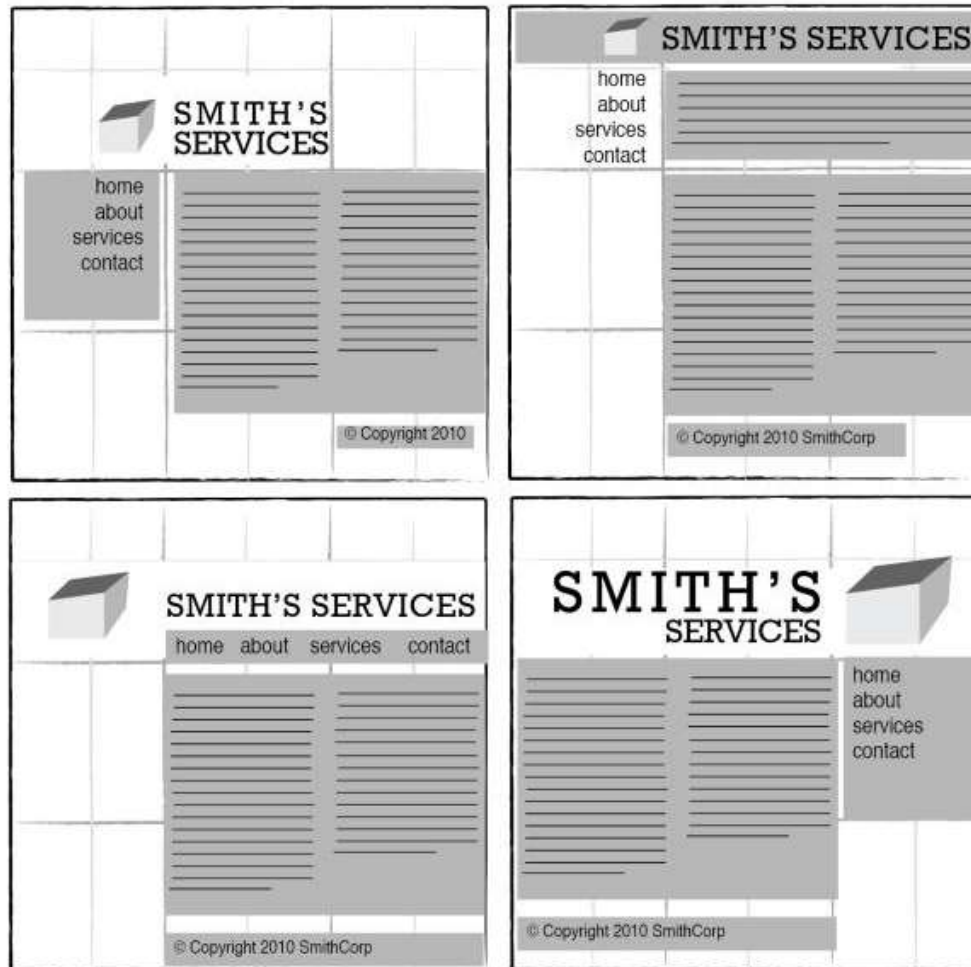 SMITH'S
SERVICES
home
about
services
contact
© Copyright 2010
SMITH'S SERVICES
home
about
services
contact
© Copyright 2010 SmithCorp
SMITH'S SERVICES
home about services contact
© Copyright 2010 SmithCorp
SMITH'S
SERVICES
home
about
services
contact
© Copyright 2010 SmithCorp